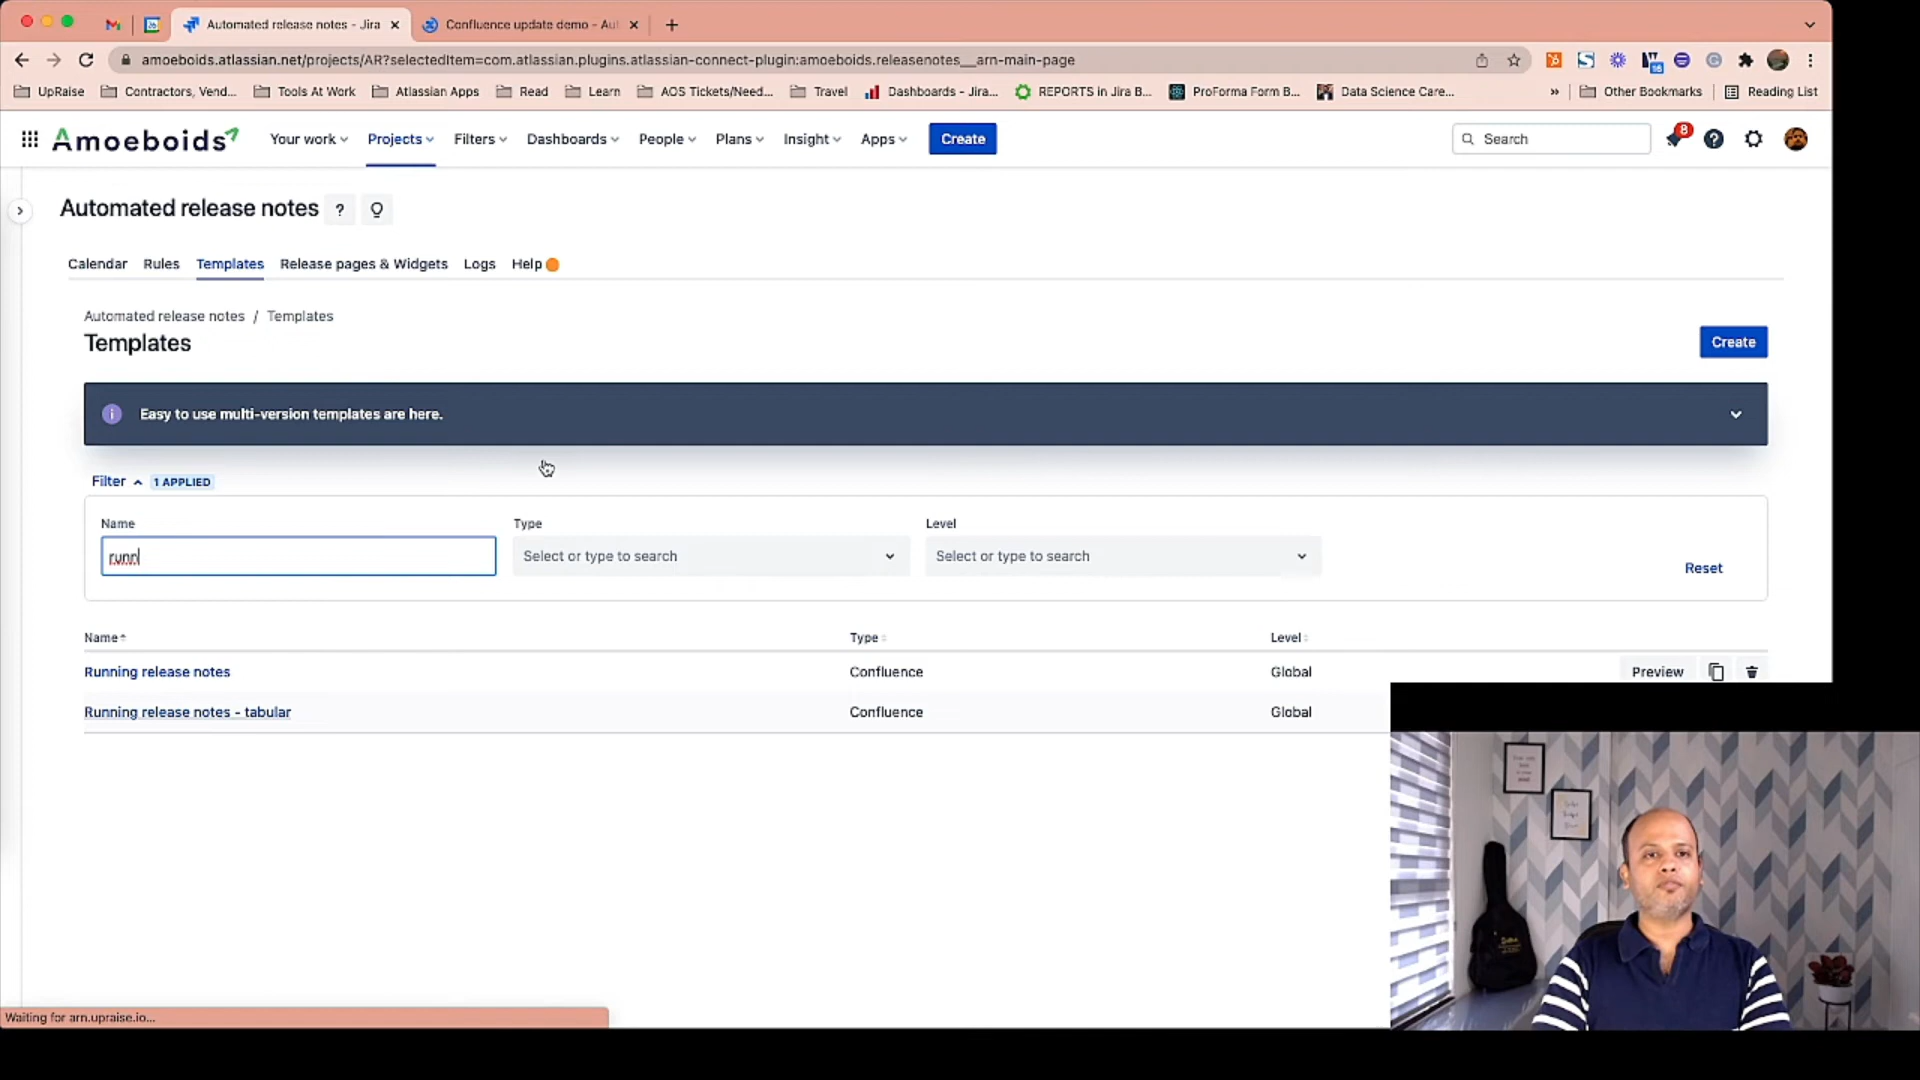 Automated release notes - Jira
Confluence update demo - Aut
amoeboids.atlassian.net/projects/AR?selectedItem=com.atlassian.plugins.atlassian-connect-plugin:amoeboids.releasenotes__arn-main-page
16
UpRaise
Contractors, Vend...
Tools At Work
Atlassian Apps
Read
Learn
AOS Tickets/Need...
Travel
Dashboards - Jira...
REPORTS in Jira B...
ProForma Form B...
Data Science Care...
»
Other Bookmarks
Reading List
Amoeboids
Your work
Projects
Filters
Dashboards
People
Plans
Insight
Apps
Create
Search
8
Automated release notes
?
Calendar
Rules
Templates
Release pages & Widgets
Logs
Help
Automated release notes / Templates
Templates
Create
Easy to use multi-version templates are here.
Filter
1 APPLIED
Name
Type
Level
runn
Select or type to search
Select or type to search
Reset
Name
Type
Level
Running release notes
Confluence
Global
Preview
Running release notes - tabular
Confluence
Global
Waiting for arn.upraise.io...